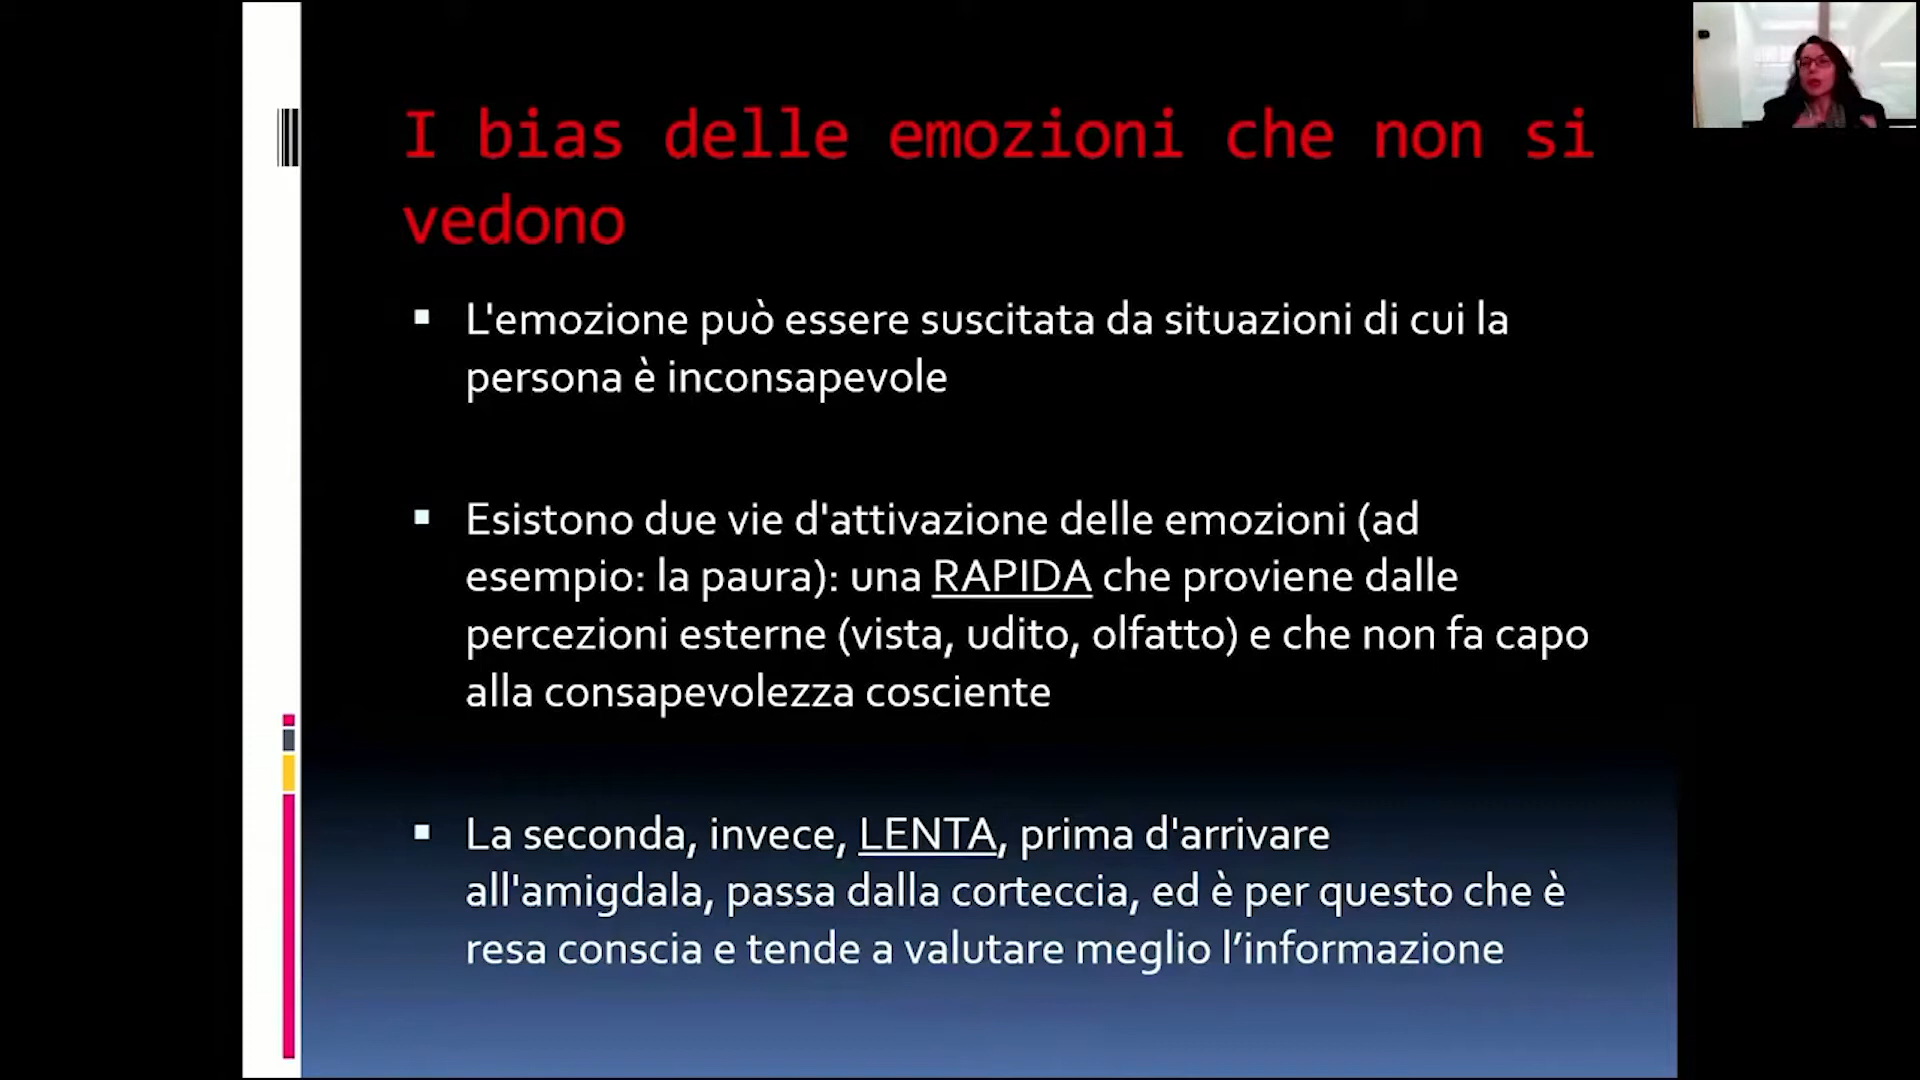 I bias delle emozioni che non si
vedono
L'emozione può essere suscitata da situazioni di cui la
persona è inconsapevole
Esistono due vie d'attivazione delle emozioni (ad
esempio: la paura): una RAPIDA che proviene dalle
percezioni esterne (vista, udito, olfatto) e che non fa capo
alla consapevolezza cosciente
La seconda, invece, LENTA, prima d'arrivare
all'amigdala, passa dalla corteccia, ed è per questo che è
resa conscia e tende a valutare meglio l’informazione